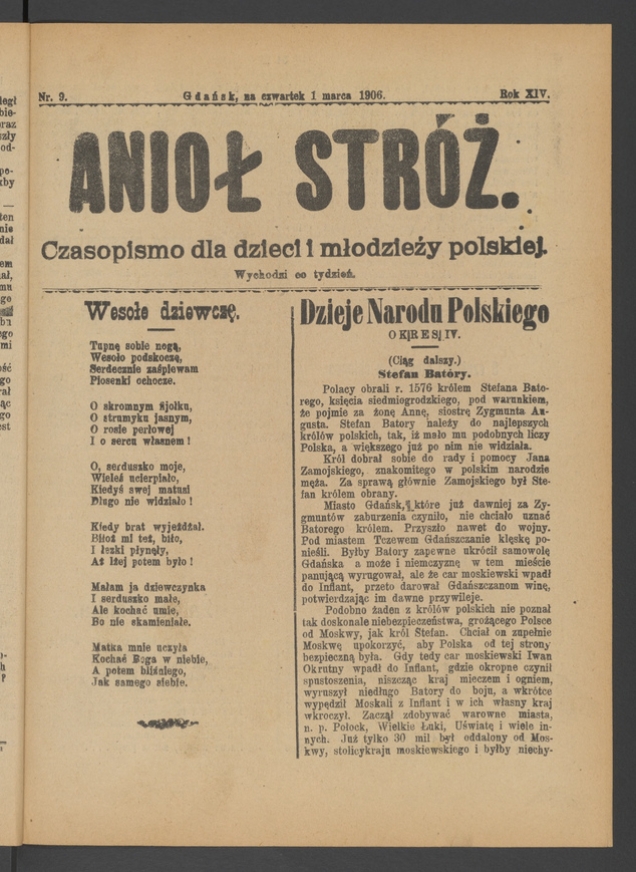 Nr. 9.
Gdańsk, na czwartek 1 marca 1906.
Rok XIV.
ANIOŁ STRÓŻ.
Czasopismo dla dzieci i młodzieży polskiej.
Wychodzi co tydzień.
Wesołe dziewczę.
Tupnę sobie nogą,
Wesoło podskoczę,
Serdecznie zaśpiewam
Piosenki ochocze.
O skromnym fijołku,
O strumyku jasnym,
O rosie perłowej
I o sercu własnem!
O, serduszko moje,
Wieleś ucierpiało,
Kiedyś swej matusi
Długo nie widziało!
Kiedy brat wyjeżdżał.
Biłoż mi też, biło,
I łezki płynęły,
Aż lżej potem było!
Małam ja dziewczynka
I serduszko małe,
Ale kochać umie,
Bo nie skamieniałe.
Matka mnie uczyła
Kochać Boga w niebie,
A potem bliźniego,
Jak samego siebie.
Dzieje Narodu Polskiego
OKRES IV.
(Ciąg dalszy.)
Stefan Batóry.
Polacy obrali r. 1576 królem Stefana Bato-
rego, księcia siedmiogrodzkiego, pod warunkiem,
że pojmie za żonę Annę, siostrę Zygmunta Au-
gusta. Stefan Batory należy do najlepszych
królów polskich, tak, iż mało mu podobnych liczy
Polska, a większego już po nim nie widziała.
Król dobrał sobie do rady i pomocy Jana
Zamojskiego, znakomitego w polskim narodzie
męża. Za sprawą głównie Zamojskiego był Ste-
fan królem obrany.
Miasto Gdańsk, które już dawniej za Zy-
gmuntów zaburzenia czyniło, nie chciało uznać
Batorego królem. Przyszło nawet do wojny.
Pod miastem Tczewem Gdańszczanie klęskę po-
nieśli. Byłby Batory zapewne ukrócił samowolę
Gdańska a może i niemczyznę w tem mieście
panującą wyrugował, ale że car moskiewski wpadł
do Inflant, przeto darował Gdańszczanom winę,
potwierdzając im dawne przywileje.
Podobno żaden z królów polskich nie poznał
tak doskonale niebezpieczeństwa, grożącego Polsce
od Moskwy, jak król Stefan. Chciał on zupełnie
Moskwę upokorzyć, aby Polska od tej strony
bezpieczną była. Gdy tedy car moskiewski Iwan
Okrutny wpadł do Inflant, gdzie okropne czynił
spustoszenia, niszcząc kraj mieczem i ogniem,
wyruszył niedługo Batory do boju, a wkrótce
wypędził Moskali z Inflant i w ich własny kraj
wkroczył. Zaczął zdobywać warowne miasta,
n. p. Połock, Wielkie Łuki, Uświatę i wiele in-
nych. Już tylko 30 mil był oddalony od Mos-
kwy, stolicykraju moskiewskiego i byłby niechy-